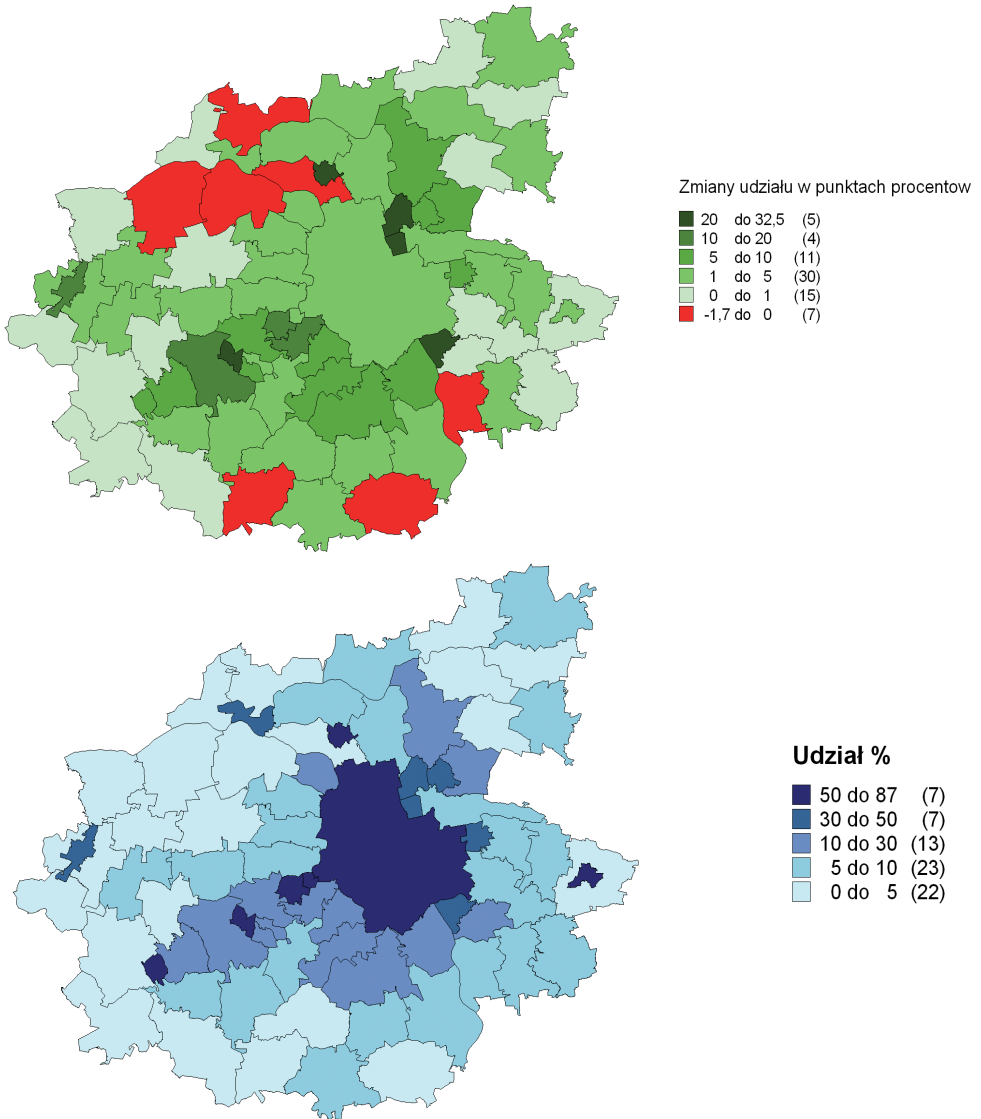 Zmiany udziału w punktach procentow
20 do 32,5 (5)
10 do 20 (4)
5 do 10 (11)
1 do 5 (30)
0 do 1 (15)
-1,7 do 0 (7)
Udział %
50 do 87 (7)
30 do 50 (7)
10 do 30 (13)
5 do 10 (23)
0 do 5 (22)